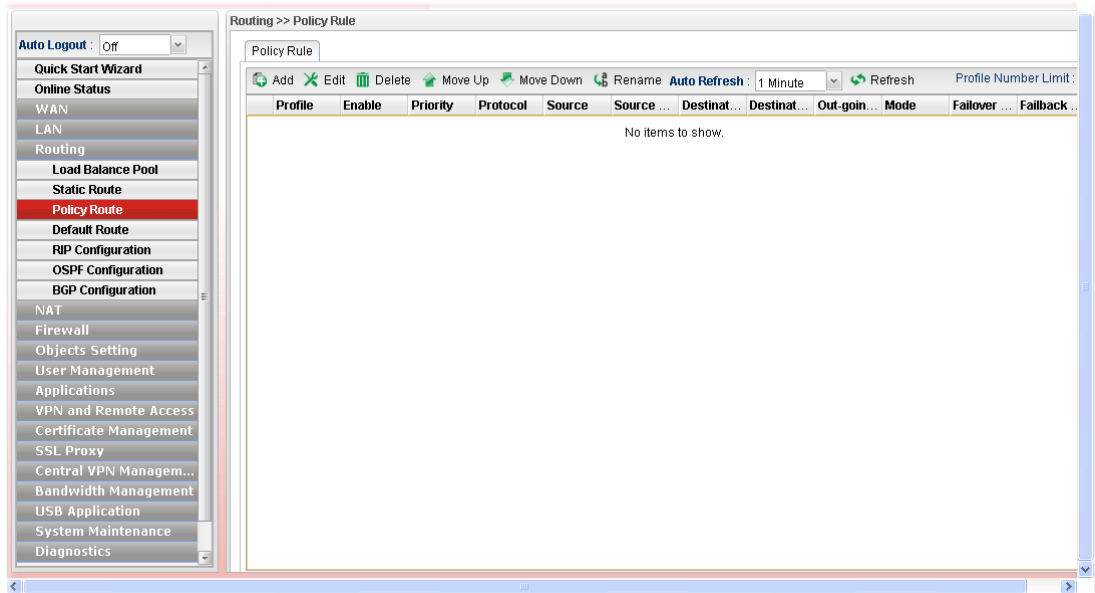 Routing >> Policy Rule
Auto Logout : Off
Quick Start Wizard
Online Status
WAN
LAN
Routing
Load Balance Pool
Static Route
Policy Route
Default Route
RIP Configuration
OSPF Configuration
BGP Configuration
NAT
Firewall
Objects Setting
User Management
Applications
VPN and Remote Access
Certificate Management
SSL Proxy
Central VPN Managem...
Bandwidth Management
USB Application
System Maintenance
Diagnostics
Policy Rule
Add Edit Delete Move Up Move Down Rename Auto Refresh : 1 Minute Refresh Profile Number Limit :
Profile Enable Priority Protocol Source Source ... Destinat... Destinat... Out-goin... Mode Failover ... Failback ..
No items to show.